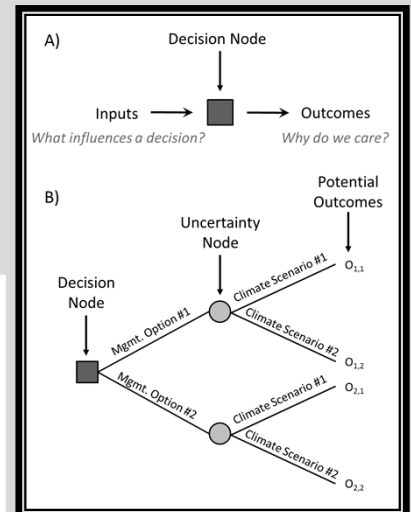 A)
Decision Node
Inputs
Outcomes
What influences a decision?
Why do we care?
B)
Potential
Outcomes
Uncertainty
Node
Decision
Node
Climate Scenario #1
O1,1
Mgmt. Option #1
Climate Scenario #2
O1,2
Climate Scenario #1
O2,1
Mgmt. Option #2
Climate Scenario #2
O2,2